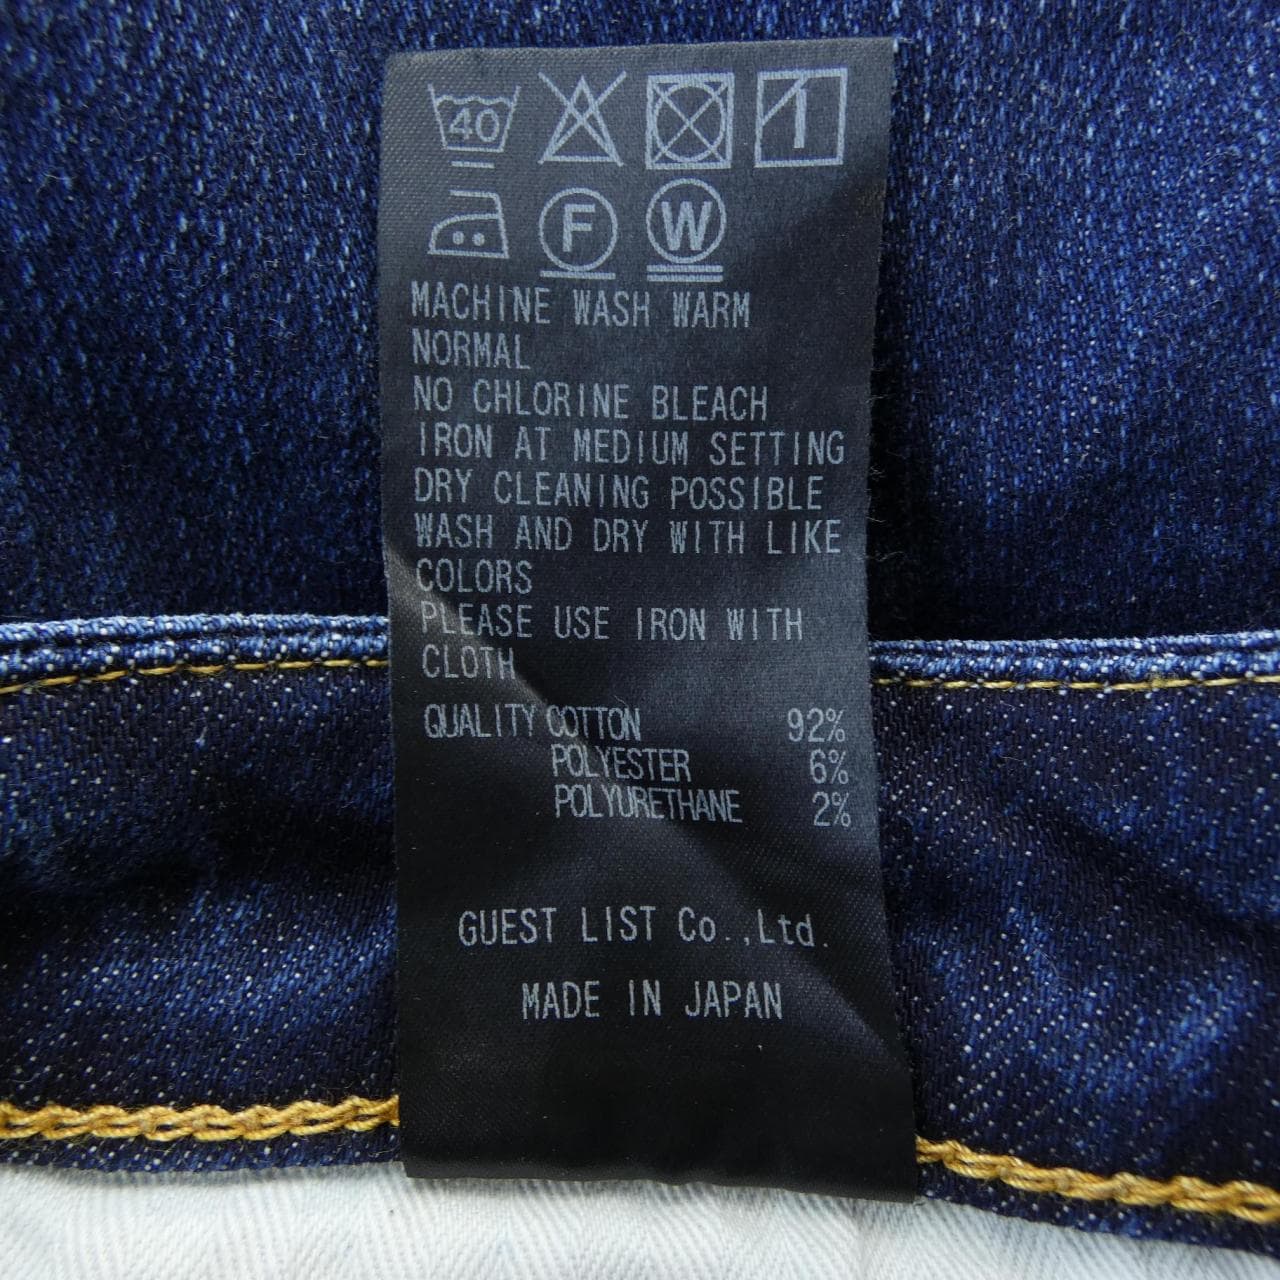 40
F W
MACHINE WASH WARM
NORMAL
NO CHLORINE BLEACH
IRON AT MEDIUM SETTING
DRY CLEANING POSSIBLE
WASH AND DRY WITH LIKE
COLORS
PLEASE USE IRON WITH
CLOTH
QUALITY COTTON 92%
POLYESTER 6%
POLYURETHANE 2%
GUEST LIST Co.,Ltd.
MADE IN JAPAN